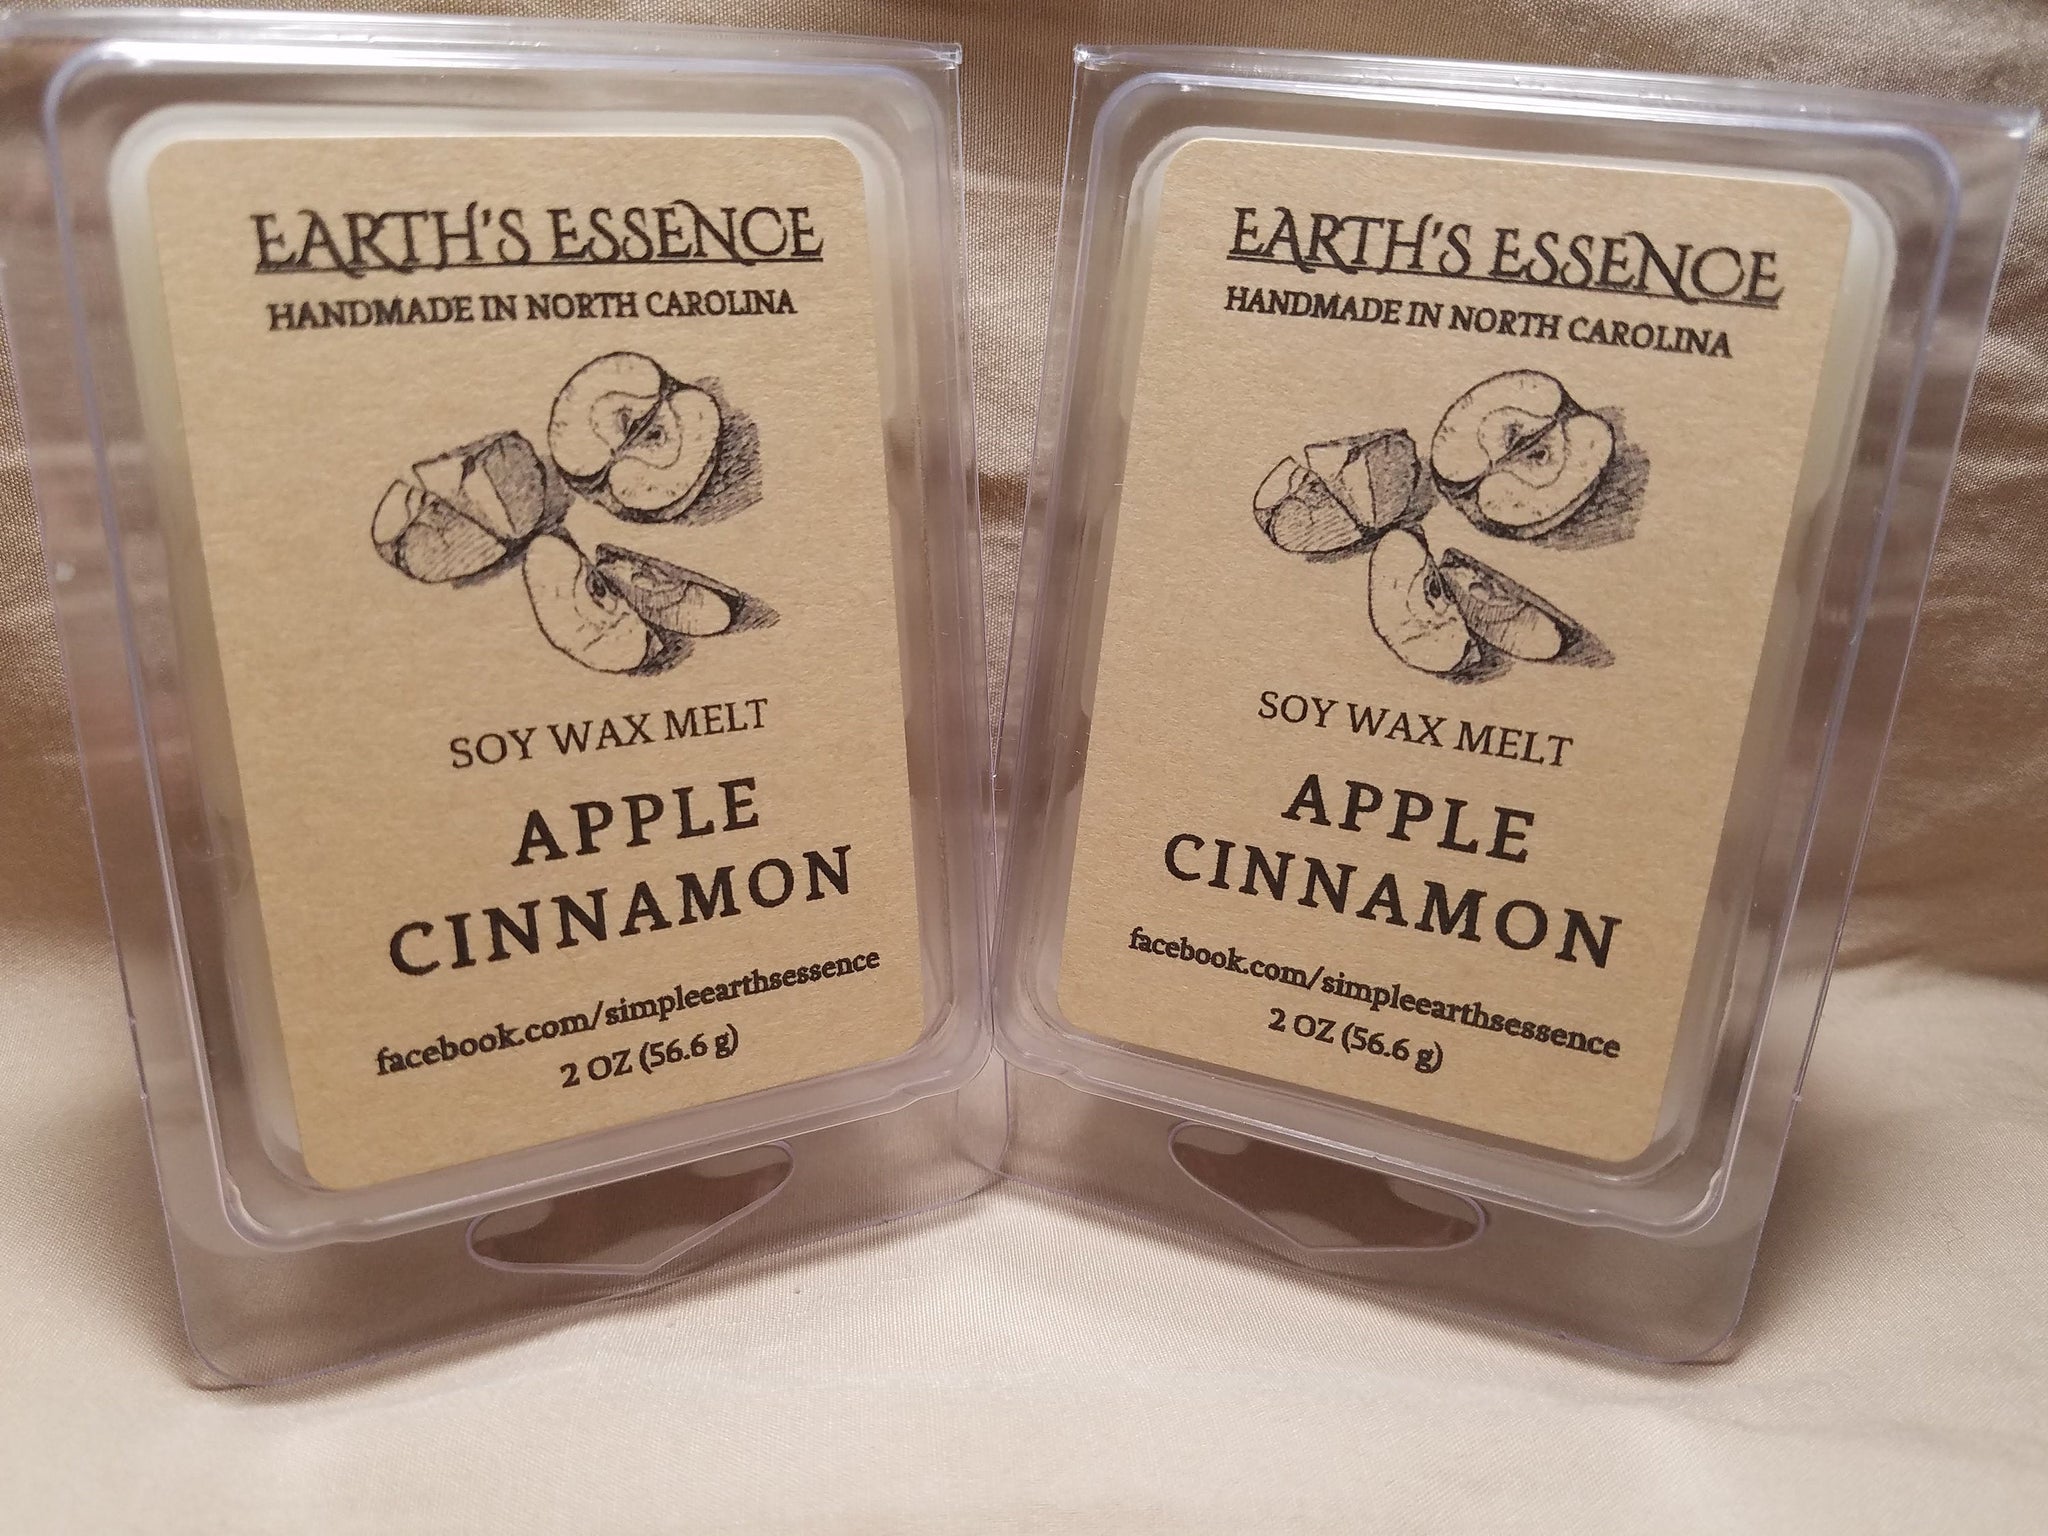 EARTH'S ESSENCE
HANDMADE IN NORTH CAROLINA
SOY WAX MELT
APPLE
CINNAMON
facebook.com/simpleearthsessence
2 OZ (56.6 g)
EARTH'S ESSENCE
HANDMADE IN NORTH CAROLINA
SOY WAX MELT
APPLE
CINNAMON
facebook.com/simpleearthsessence
2 OZ (56.6 g)